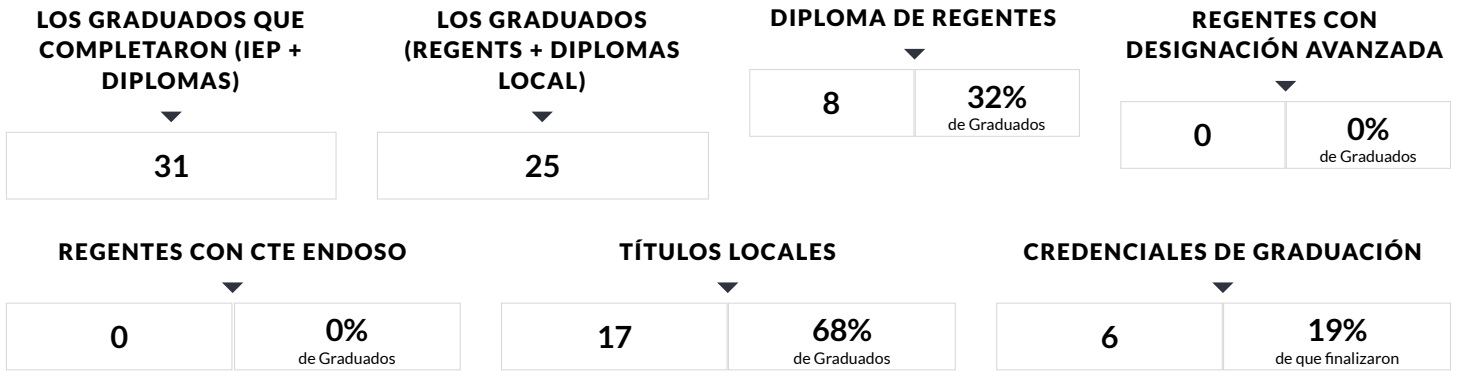 LOS GRADUADOS QUE
COMPLETARON (IEP +
DIPLOMAS)
31
LOS GRADUADOS
(REGENTS + DIPLOMAS
LOCAL)
25
DIPLOMA DE REGENTES
8
32%
de Graduados
REGENTES CON
DESIGNACIÓN AVANZADA
0
0%
de Graduados
REGENTES CON CTE ENDOSO
0
0%
de Graduados
TÍTULOS LOCALES
17
68%
de Graduados
CREDENCIALES DE GRADUACIÓN
6
19%
de que finalizaron